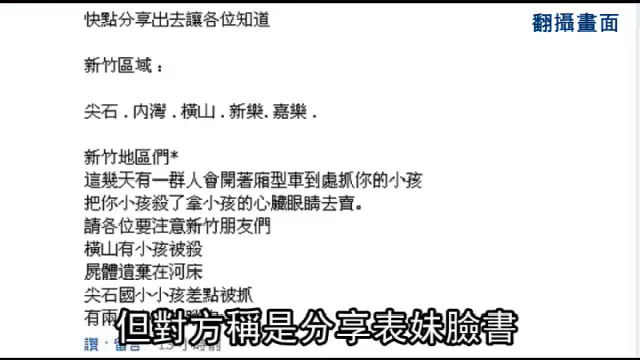 快點分享出去讓各位知道
翻攝畫面
新竹區域：
尖石．內灣．橫山．新樂．嘉樂．
新竹地區們*
這幾天有一群人會開著廂型車到處抓你的小孩
把你小孩殺了拿小孩的心臟眼睛去賣。
請各位要注意新竹朋友們
橫山有小孩被殺
屍體遺棄在河床
尖石國小小孩差點被抓
有兩
但對方稱是分享表妹臉書
讚．留言．13小時前